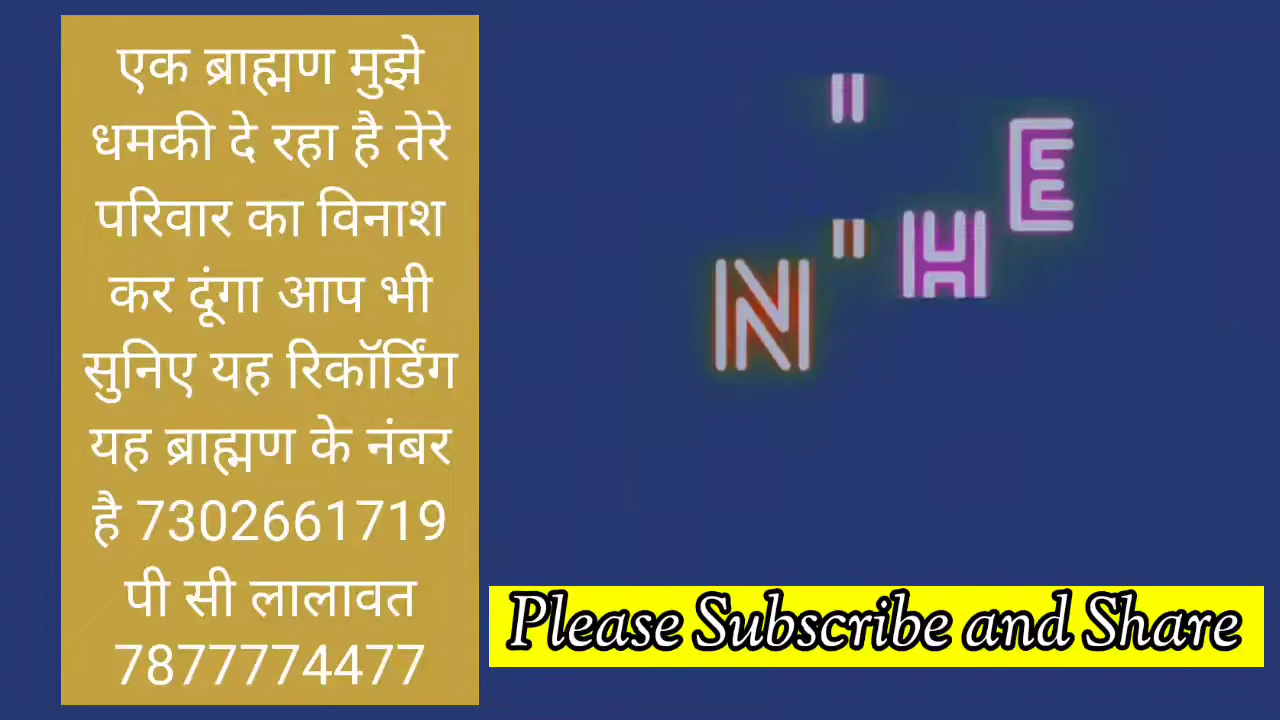 एक ब्राह्मण मुझे
धमकी दे रहा है तेरे
परिवार का विनाश
कर दूंगा आप भी
सुनिए यह रिकॉर्डिंग
यह ब्राह्मण के नंबर
है 7302661719
पी सी लालावत
7877774477
E
H
N
Please Subscribe and Share